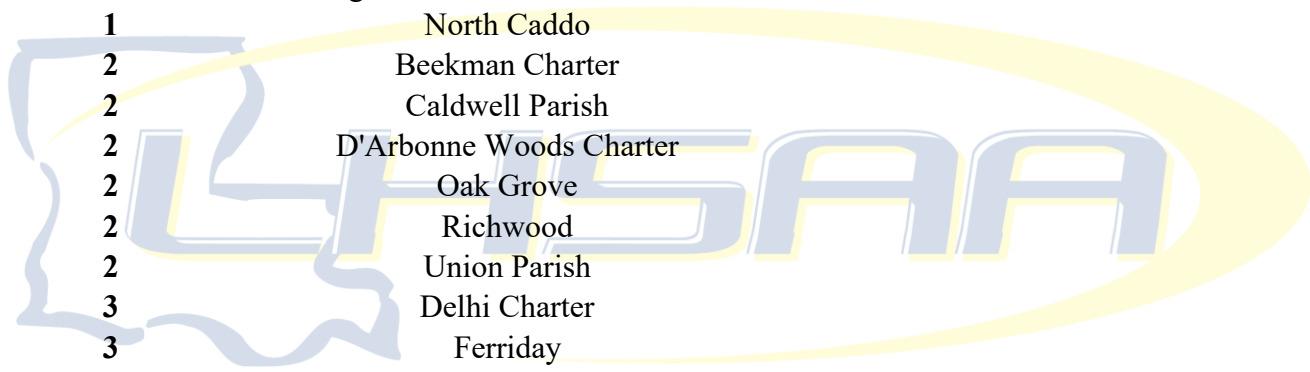 1 North Caddo
2 Beekman Charter
2 Caldwell Parish
2 D'Arbonne Woods Charter
2 Oak Grove
2 Richwood
2 Union Parish
3 Delhi Charter
3 Ferriday
LHSAA